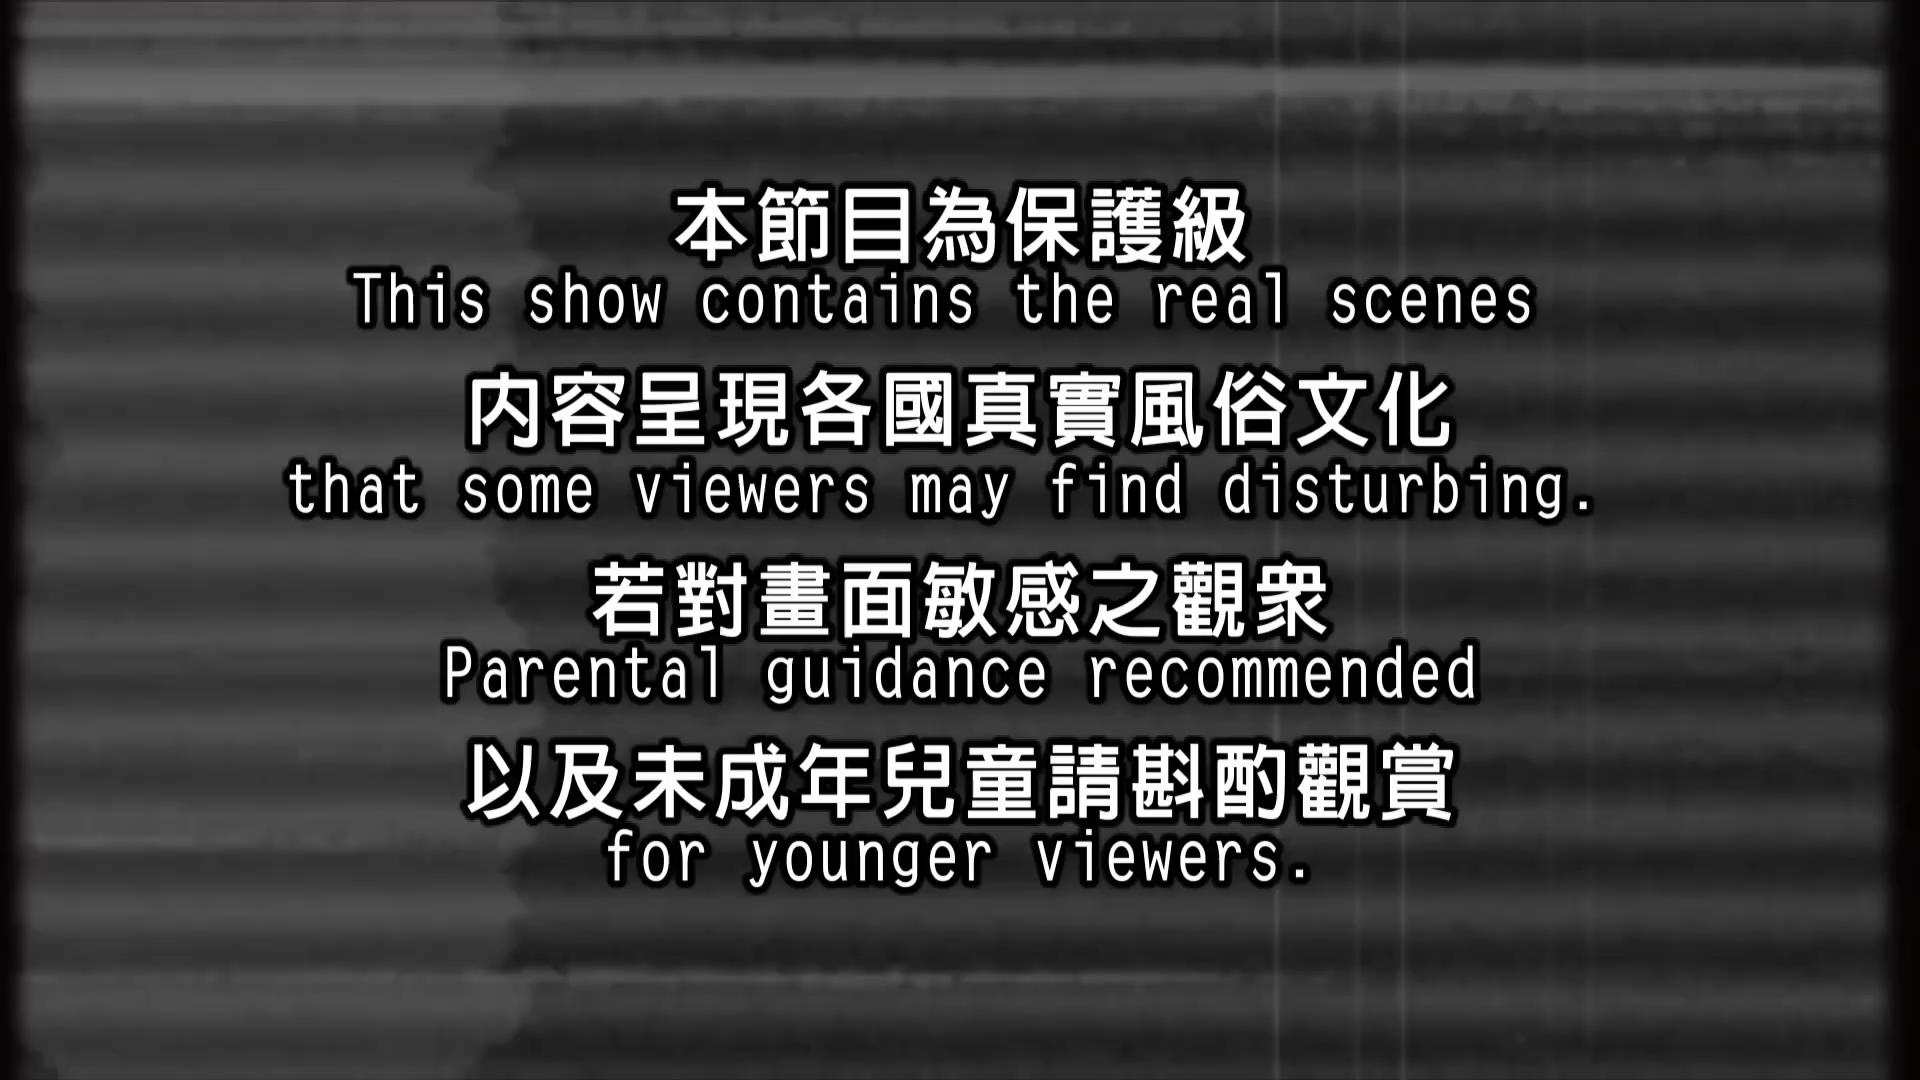 本節目為保護級
This show contains the real scenes
内容呈現各國真實風俗文化
that some viewers may find disturbing.
若對畫面敏感之觀眾
Parental guidance recommended
以及未成年兒童請斟酌觀賞
for younger viewers.